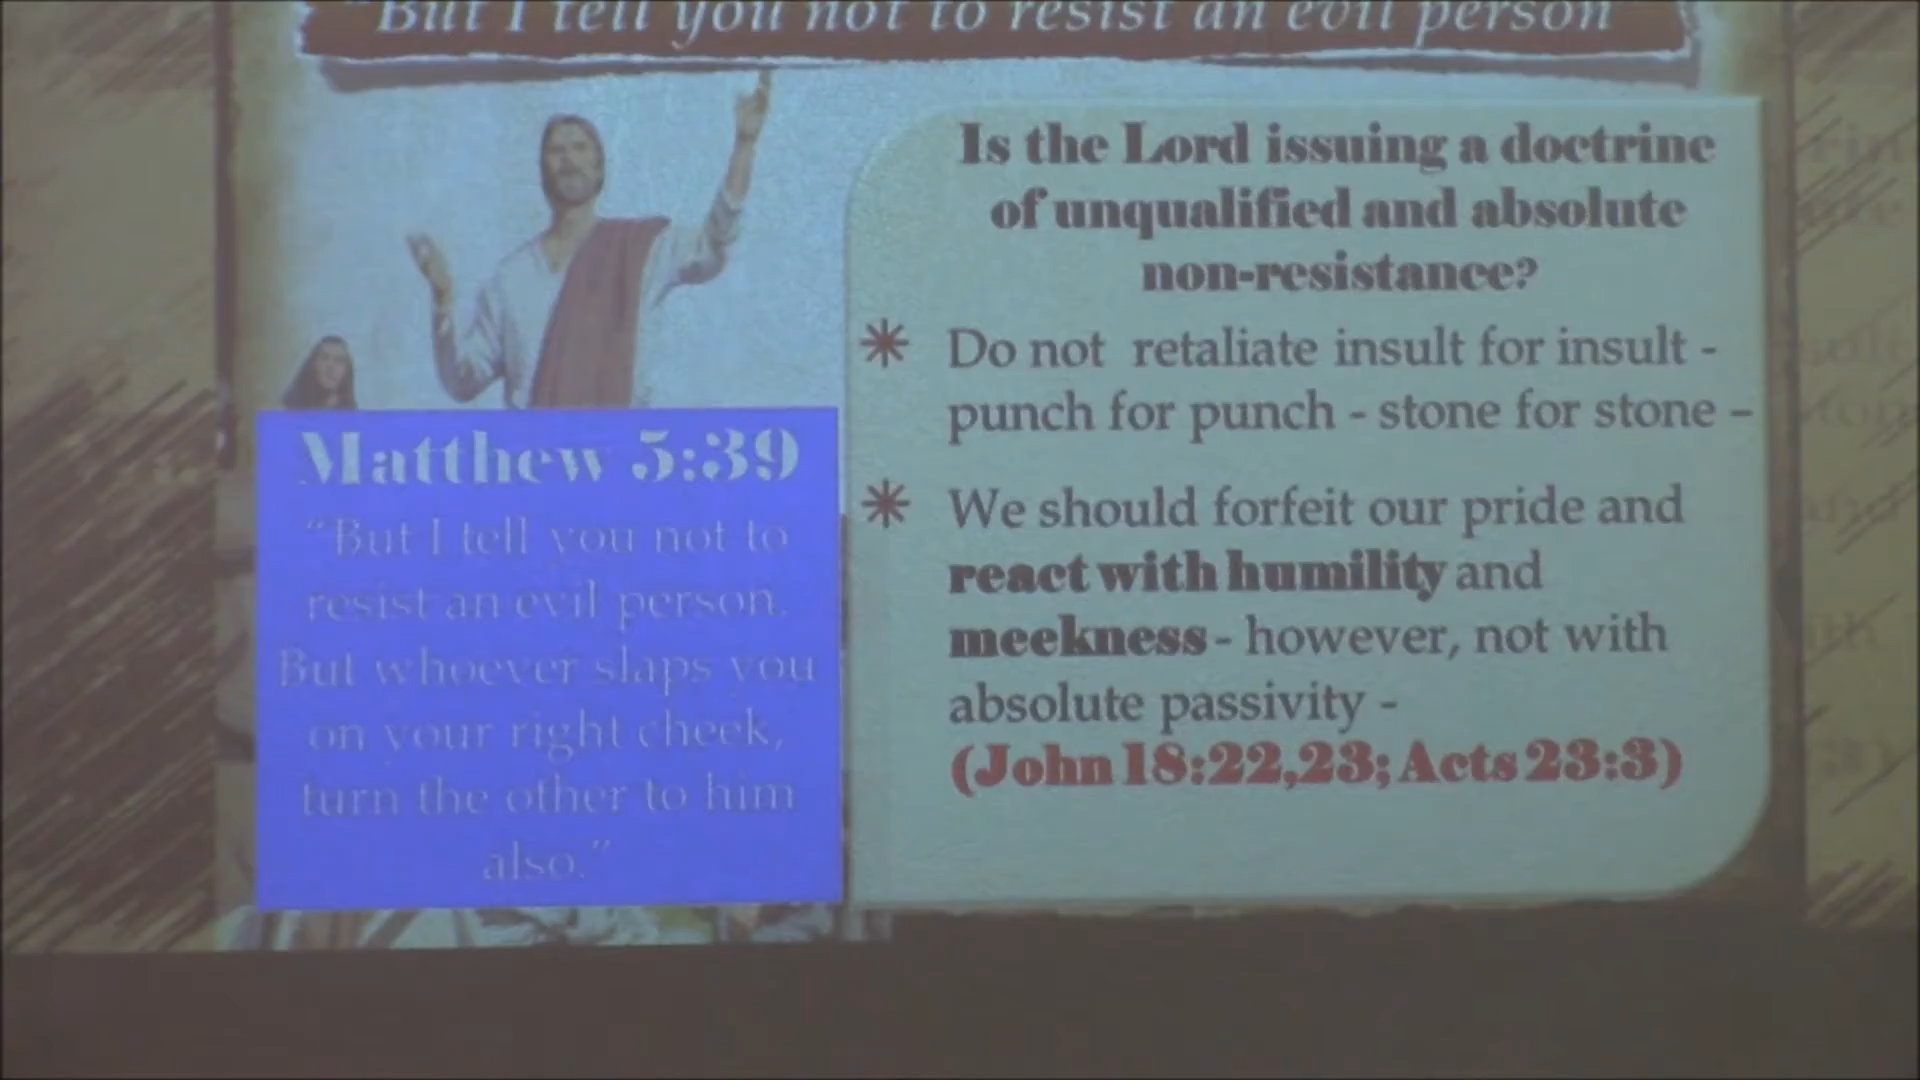 "But I tell you not to resist an evil person
Is the Lord issuing a doctrine
of unqualified and absolute
non-resistance?
Do not retaliate insult for insult -
punch for punch - stone for stone –
We should forfeit our pride and
react with humility and
meekness - however, not with
absolute passivity -
(John 18:22,23; Acts 23:3)
Matthew 5:39
“But I tell you not to
resist an evil person.
But whoever slaps you
on your right cheek,
turn the other to him
also.”